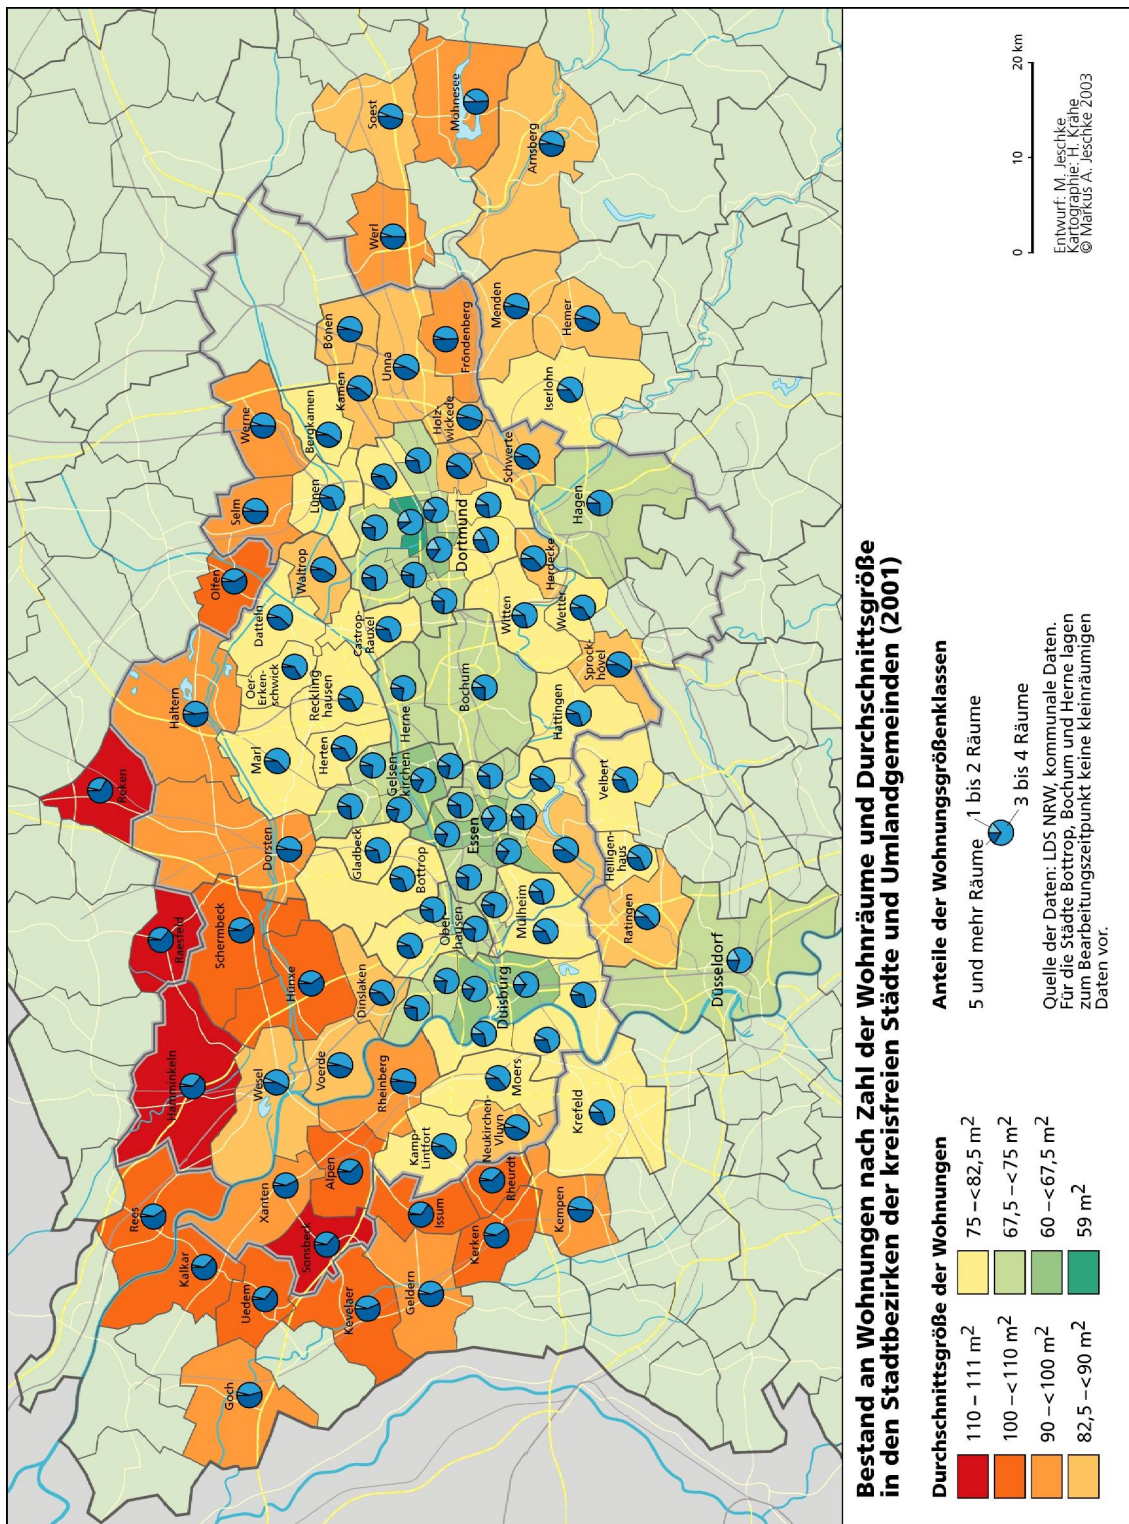 Soest
Möhnesee
Arnsberg
Werl
Menden
Hemer
Bönen
Unna
Fröndenberg
Kamen
Iserlohn
Werne
Bergkamen
Holz-
wickede
Schwerte
Lünen
Selm
Hagen
Dortmund
Olfen
Waltrop
Herdecke
Datteln
Castrop-
Rauxel
Witten
Wetter
Oer-
Erken-
schwick
Sprock-
hövel
Haltern
Reckling
hausen
Herne
Bochum
Hattingen
Marl
Herten
Gelsen-
kirchen
Reken
Velbert
Dorsten
Gladbeck
Essen
Heiligen-
haus
Bottrop
Raesfeld
Schermbeck
Ober-
hausen
Mülheim
Ratingen
Hünxe
Dinslaken
Duisburg
Düsseldorf
Hamminkeln
Wesel
Voerde
Rheinberg
Moers
Krefeld
Kamp-
Lintfort
Neukirchen-
Vluyn
Rees
Xanten
Alpen
Issum
Rheurdt
Kempen
Kalkar
Sonsbeck
Kerken
Uedem
Kevelaer
Geldern
Goch
Bestand an Wohnungen nach Zahl der Wohnräume und Durchschnittsgröße
in den Stadtbezirken der kreisfreien Städte und Umlandgemeinden (2001)
Durchschnittsgröße der Wohnungen
110 – 111 m²
100 – <110 m²
90 – <100 m²
82,5 – <90 m²
75 – <82,5 m²
67,5 – <75 m²
60 – <67,5 m²
59 m²
Anteile der Wohnungsgrößenklassen
5 und mehr Räume
1 bis 2 Räume
3 bis 4 Räume
Quelle der Daten: LDS NRW, kommunale Daten.
Für die Städte Bottrop, Bochum und Herne lagen
zum Bearbeitungszeitpunkt keine kleinräumigen
Daten vor.
0 10 20 km
Entwurf: M. Jeschke
Kartographie: H. Krähe
© Markus A. Jeschke 2003